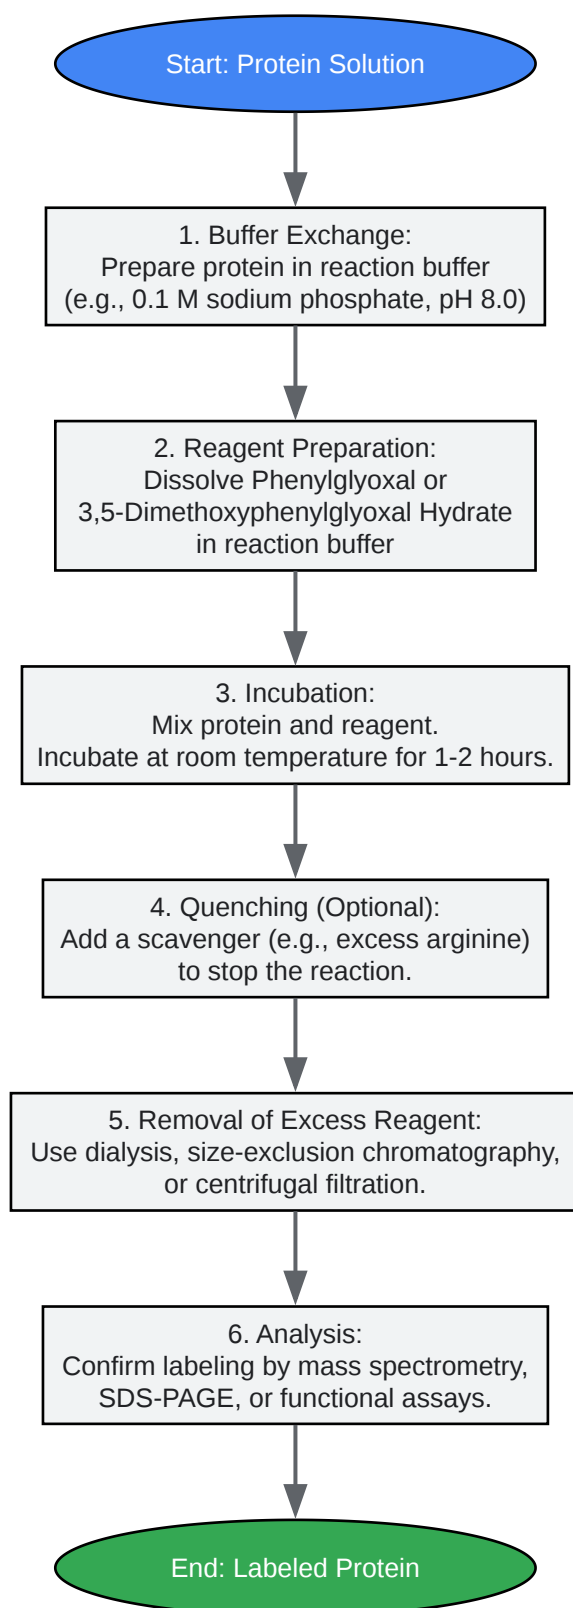 Start: Protein Solution
1. Buffer Exchange:
Prepare protein in reaction buffer
(e.g., 0.1 M sodium phosphate, pH 8.0)
2. Reagent Preparation:
Dissolve Phenylglyoxal or
3,5-Dimethoxyphenylglyoxal Hydrate
in reaction buffer
3. Incubation:
Mix protein and reagent.
Incubate at room temperature for 1-2 hours.
4. Quenching (Optional):
Add a scavenger (e.g., excess arginine)
to stop the reaction.
5. Removal of Excess Reagent:
Use dialysis, size-exclusion chromatography,
or centrifugal filtration.
6. Analysis:
Confirm labeling by mass spectrometry,
SDS-PAGE, or functional assays.
End: Labeled Protein